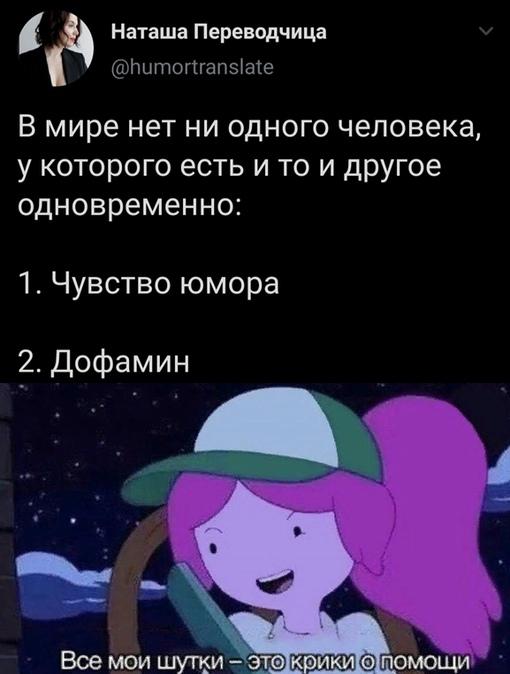 Наташа Переводчица
@humortranslate
В мире нет ни одного человека,
у которого есть и то и другое
одновременно:
1. Чувство юмора
2. Дофамин
Все мои шутки – это крики о помощи